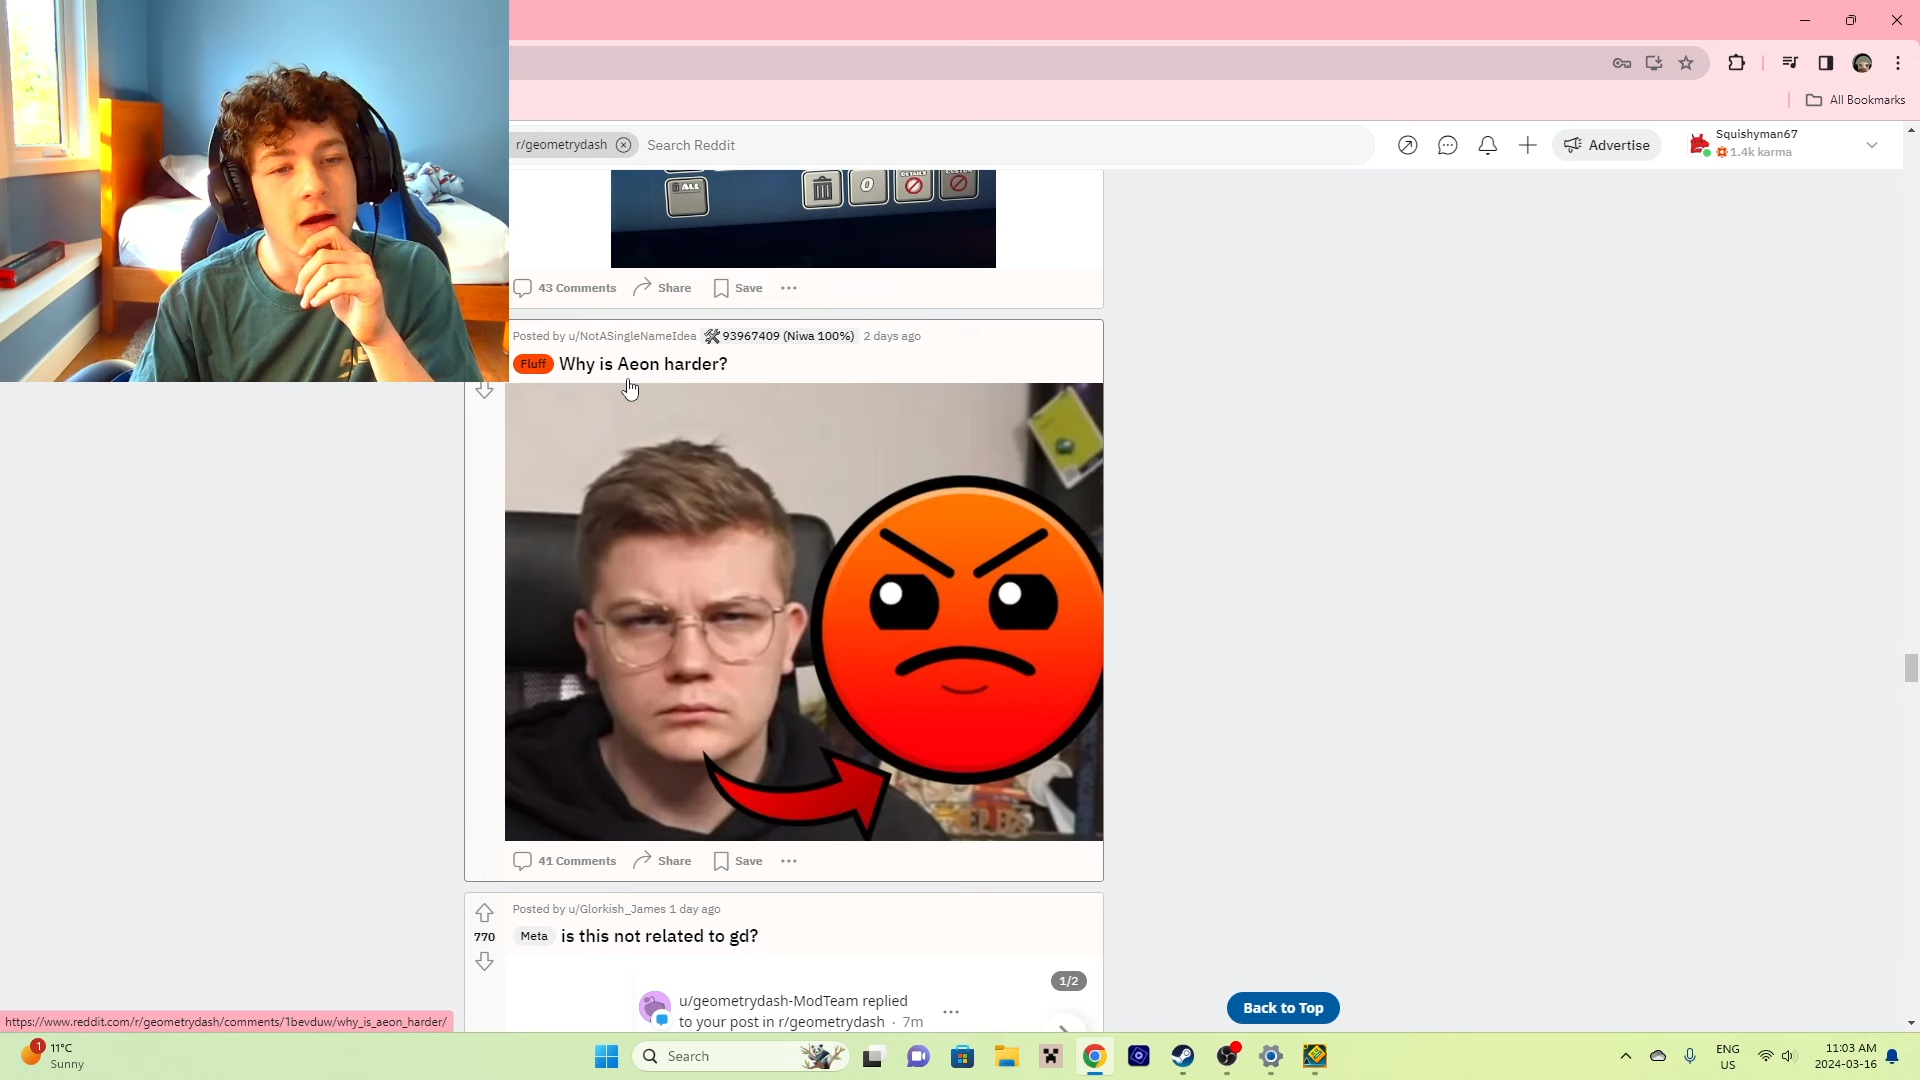 All Bookmarks
r/geometrydash
Search Reddit
Advertise
Squishyman67
1.4k karma
ALL
0
43 Comments
Share
Save
Posted by u/NotASingleNameIdea 🛠 93967409 (Niwa 100%) 2 days ago
Fluff
Why is Aeon harder?
41 Comments
Share
Save
Posted by u/Glorkish_James 1 day ago
770
Meta
is this not related to gd?
1/2
u/geometrydash-ModTeam replied
to your post in r/geometrydash · 7m
Back to Top
https://www.reddit.com/r/geometrydash/comments/1bevduw/why_is_aeon_harder/
1
11°C
Sunny
Search
ENG
US
11:03 AM
2024-03-16